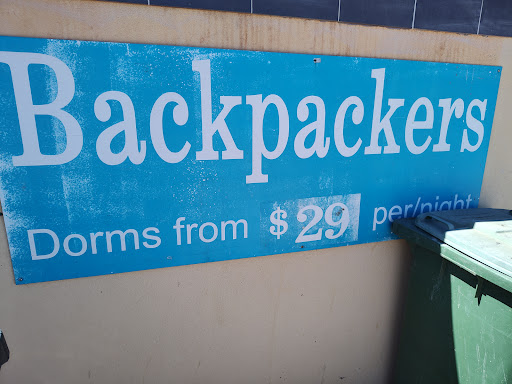 Backpackers
Dorms from $29 per/night